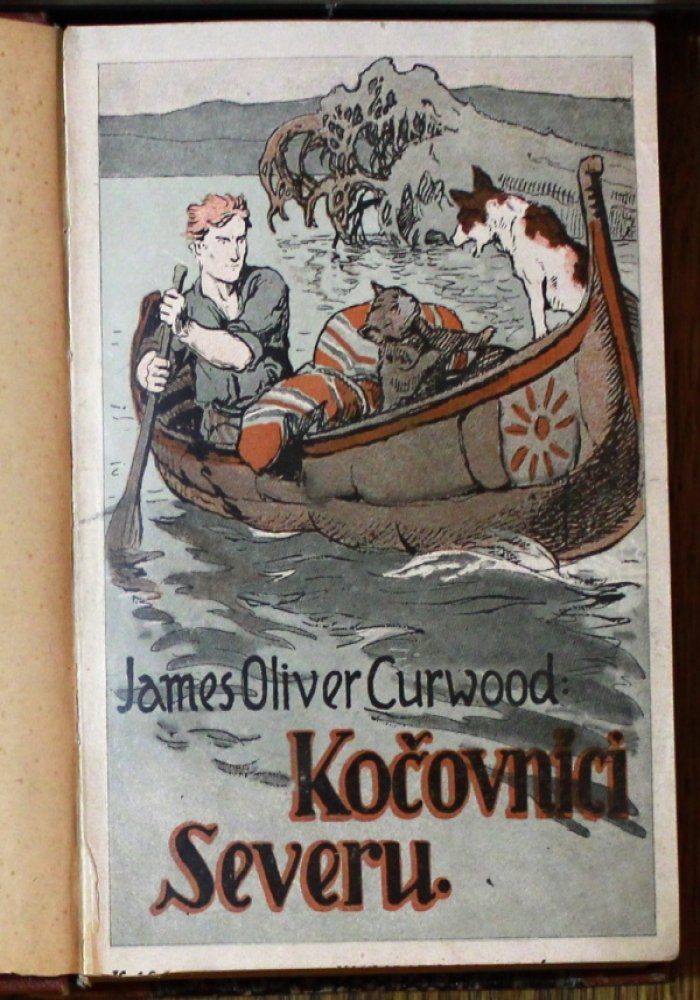 James Oliver Curwood:
Kočovníci
Severu.